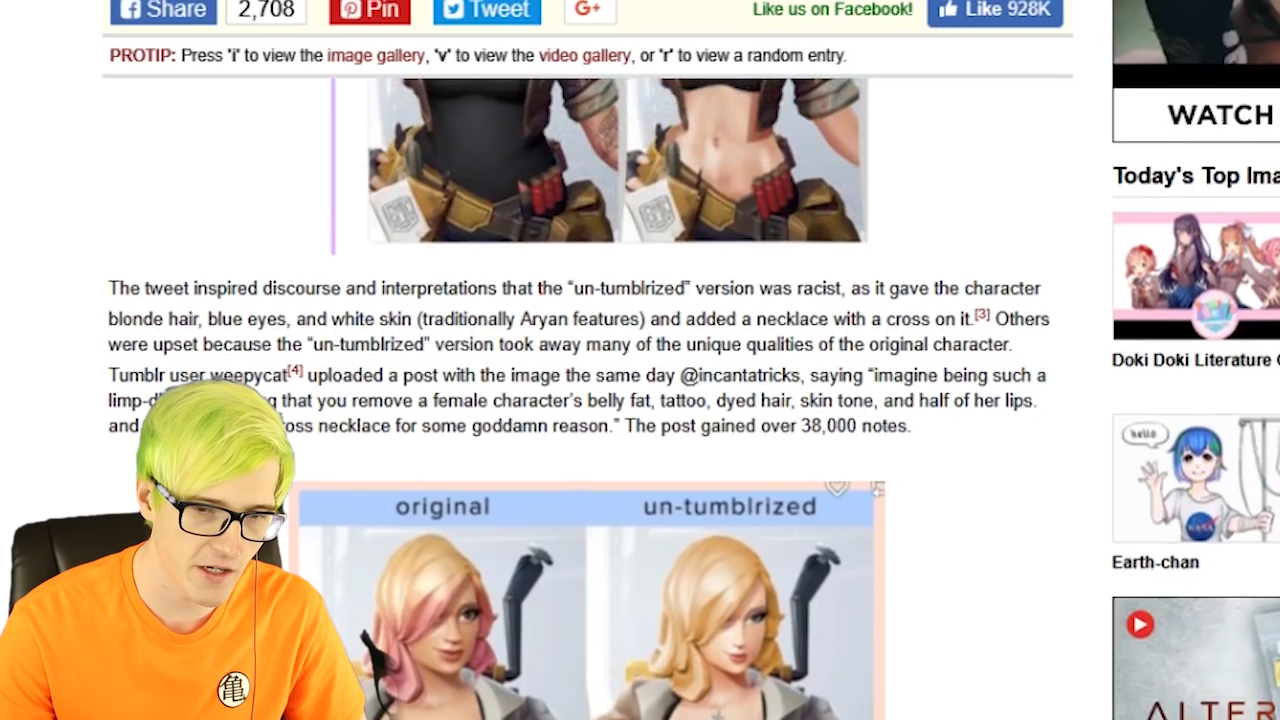 Share
2,708
Pin
Tweet
G+
Like us on Facebook!
Like 928K
PROTIP: Press 'i' to view the image gallery, 'v' to view the video gallery, or 'r' to view a random entry.
WATCH
Today's Top Ima
The tweet inspired discourse and interpretations that the “un-tumblrized” version was racist, as it gave the character
blonde hair, blue eyes, and white skin (traditionally Aryan features) and added a necklace with a cross on it.[3] Others
were upset because the “un-tumblrized” version took away many of the unique qualities of the original character.
Tumblr user weepycat[4] uploaded a post with the image the same day @incantatricks, saying “imagine being such a
limp-d that you remove a female character's belly fat, tattoo, dyed hair, skin tone, and half of her lips.
and oss necklace for some goddamn reason.” The post gained over 38,000 notes.
Doki Doki Literature
hello
NASA
Earth-chan
original
un-tumblrized
亀
ALTER